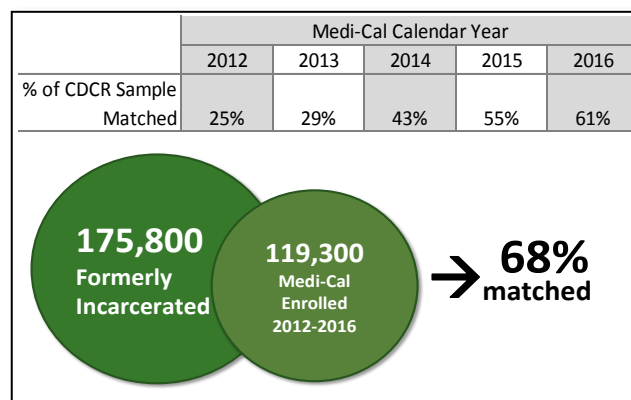 Medi-Cal Calendar Year
2012 2013 2014 2015 2016
% of CDCR Sample
Matched 25% 29% 43% 55% 61%
175,800
Formerly
Incarcerated
119,300
Medi-Cal
Enrolled
2012-2016
68%
matched